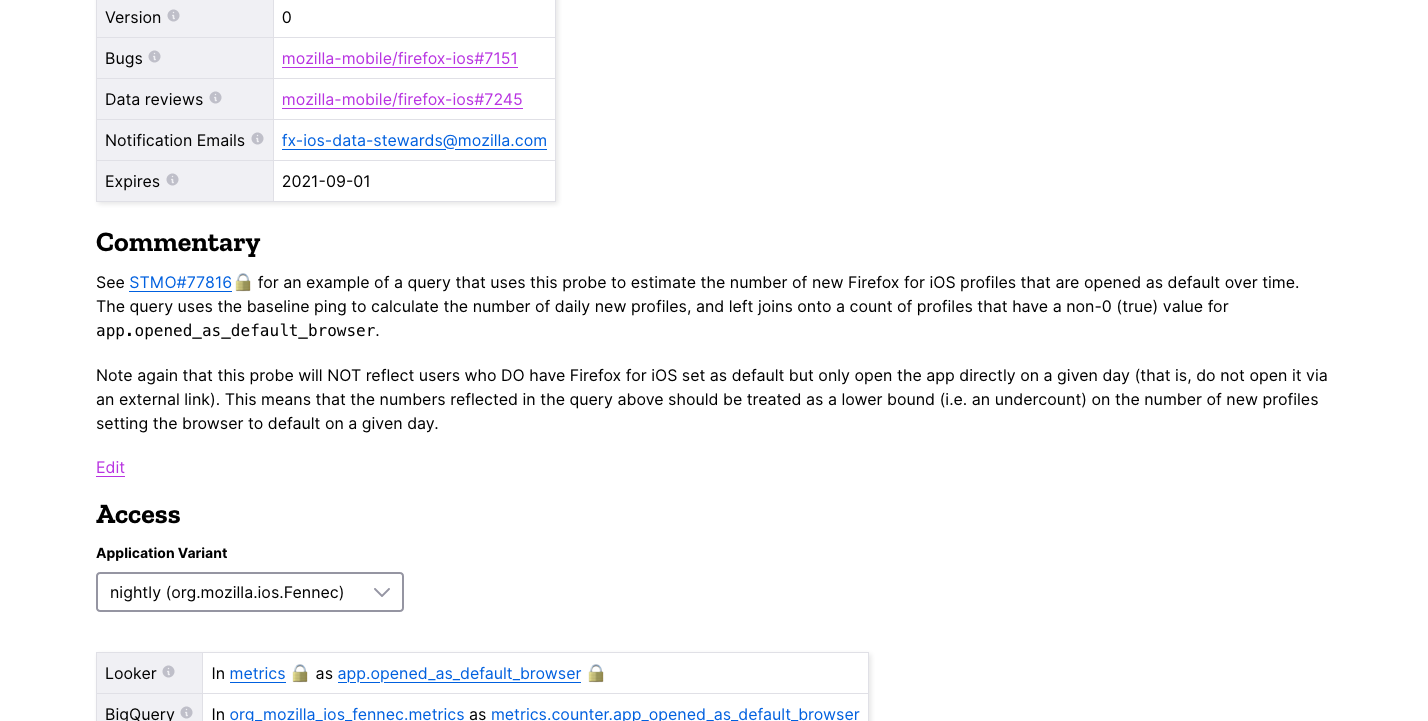 Version 0
Bugs mozilla-mobile/firefox-ios#7151
Data reviews mozilla-mobile/firefox-ios#7245
Notification Emails fx-ios-data-stewards@mozilla.com
Expires 2021-09-01
Commentary
See STMO#77816 for an example of a query that uses this probe to estimate the number of new Firefox for iOS profiles that are opened as default over time.
The query uses the baseline ping to calculate the number of daily new profiles, and left joins onto a count of profiles that have a non-0 (true) value for
app.opened_as_default_browser.
Note again that this probe will NOT reflect users who DO have Firefox for iOS set as default but only open the app directly on a given day (that is, do not open it via
an external link). This means that the numbers reflected in the query above should be treated as a lower bound (i.e. an undercount) on the number of new profiles
setting the browser to default on a given day.
Edit
Access
Application Variant
nightly (org.mozilla.ios.Fennec)
Looker In metrics as app.opened_as_default_browser
BigQuery In org_mozilla_ios_fennec.metrics as metrics.counter.app_opened_as_default_browser